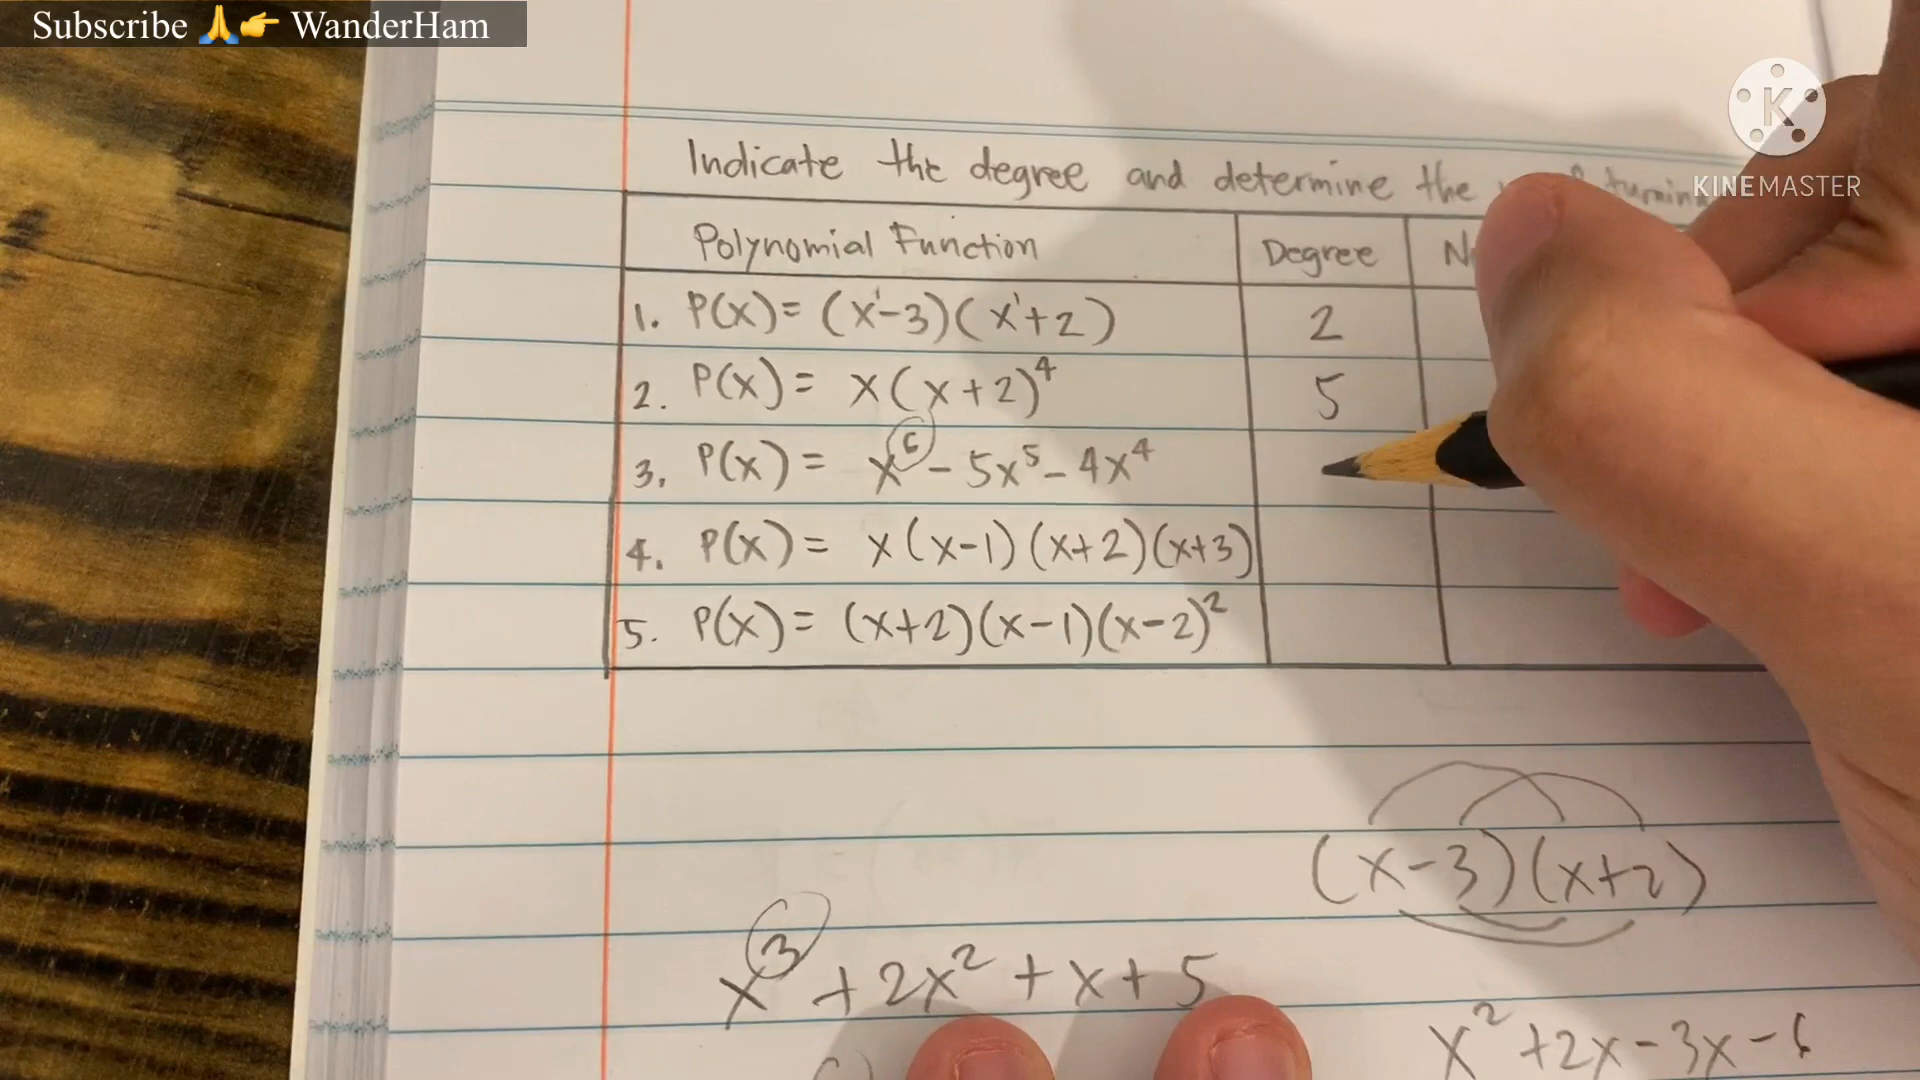 Subscribe 🙏👉 WanderHam
KINEMASTER
Indicate the degree and determine the turnin
Polynomial Function Degree N
1. P(x) = (x¹-3)(x¹+2) 2
2. P(x) = x(x+2)⁴ 5
3. P(x) = x⁶ - 5x⁵ - 4x⁴
4. P(x) = x(x-1)(x+2)(x+3)
5. P(x) = (x+2)(x-1)(x-2)²
(x-3)(x+2)
x³ + 2x² + x + 5
x² + 2x - 3x - 6